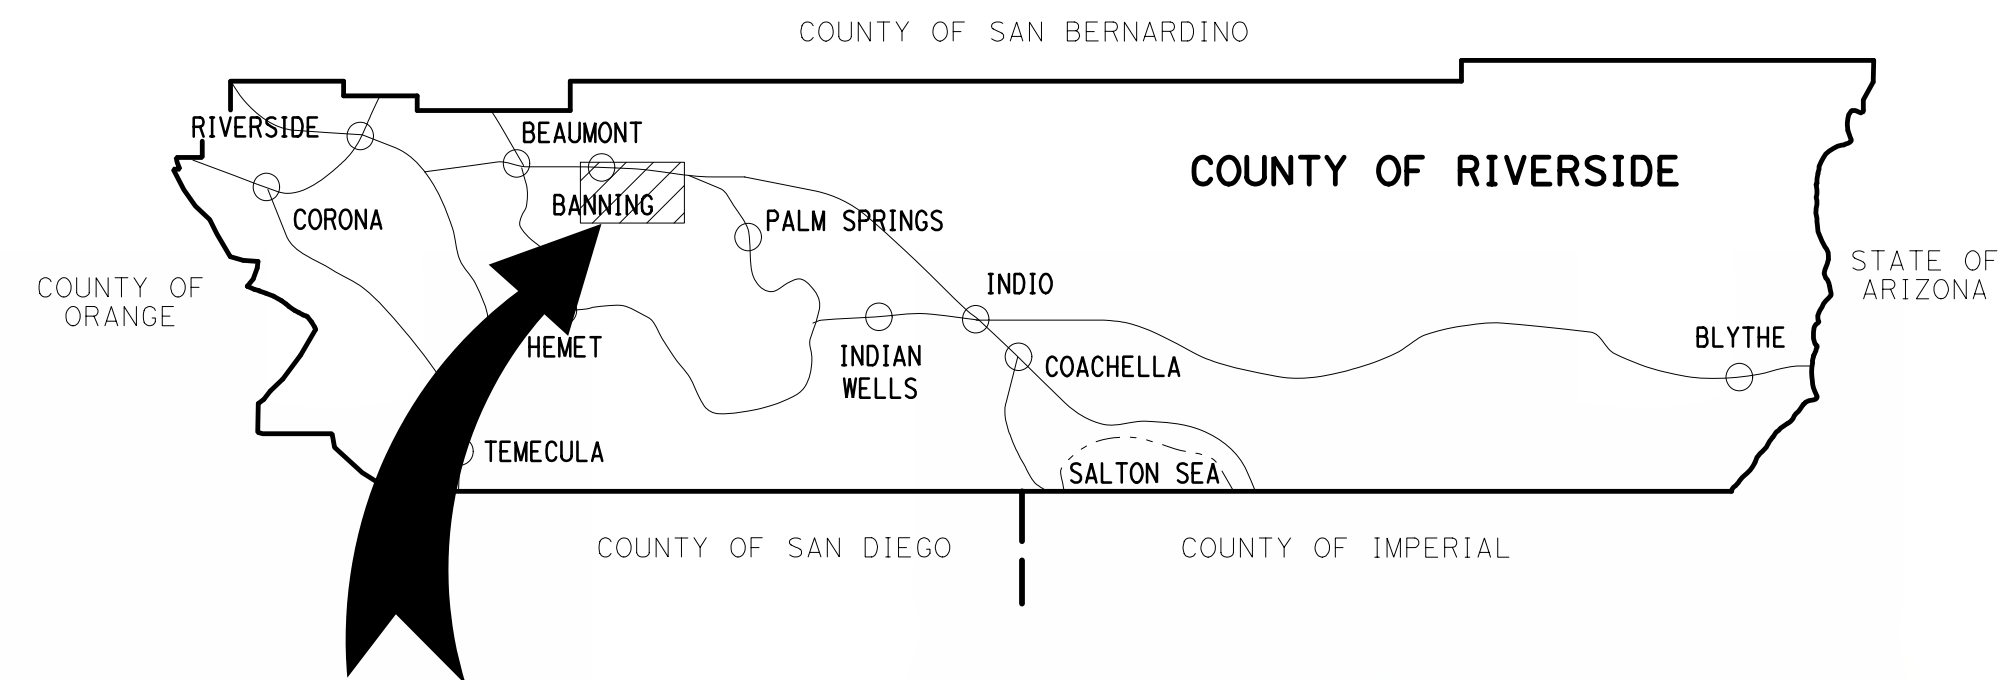 COUNTY OF SAN BERNARDINO
RIVERSIDE
BEAUMONT
COUNTY OF RIVERSIDE
BANNING
CORONA
PALM SPRINGS
STATE OF
ARIZONA
COUNTY OF
ORANGE
INDIO
HEMET
INDIAN
WELLS
COACHELLA
BLYTHE
TEMECULA
SALTON SEA
COUNTY OF SAN DIEGO
COUNTY OF IMPERIAL